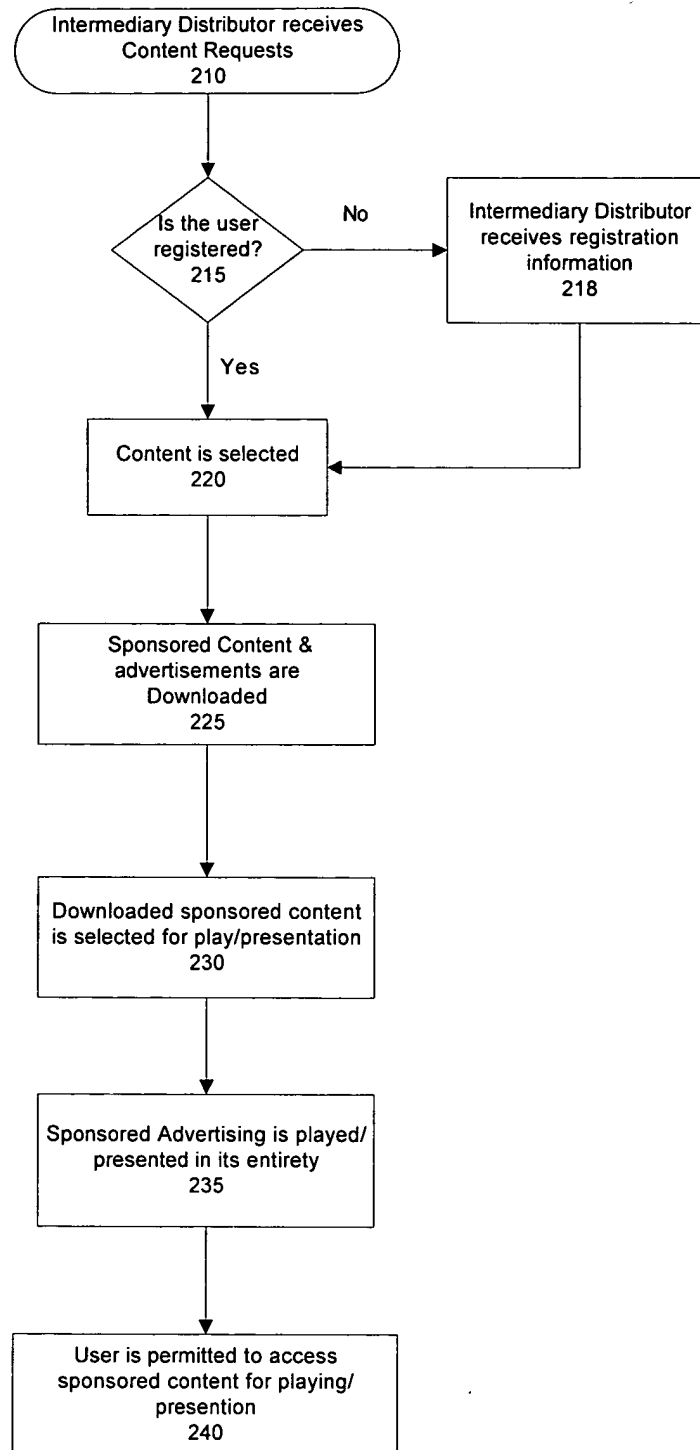 Intermediary Distributor receives
Content Requests
210
Is the user
registered?
215
No
Intermediary Distributor
receives registration
information
218
Yes
Content is selected
220
Sponsored Content &
advertisements are
Downloaded
225
Downloaded sponsored content
is selected for play/presentation
230
Sponsored Advertising is played/
presented in its entirety
235
User is permitted to access
sponsored content for playing/
presention
240